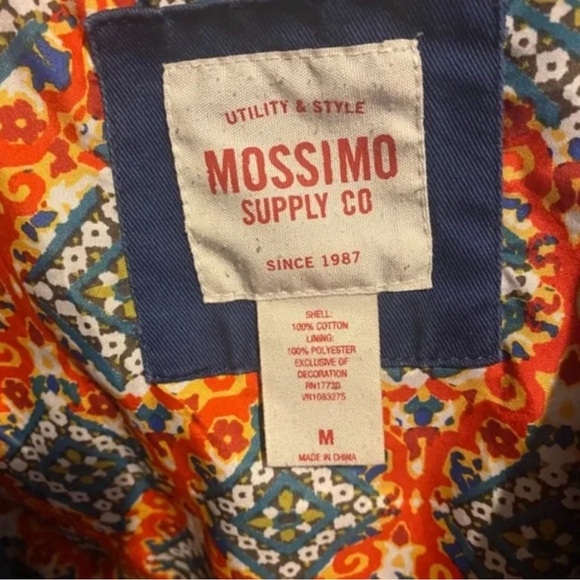 UTILITY & STYLE
MOSSIMO
SUPPLY CO
SINCE 1987
SHELL:
100% COTTON
LINING:
100% POLYESTER
EXCLUSIVE OF
DECORATION
RN17730
VN1083275
M
MADE IN CHINA